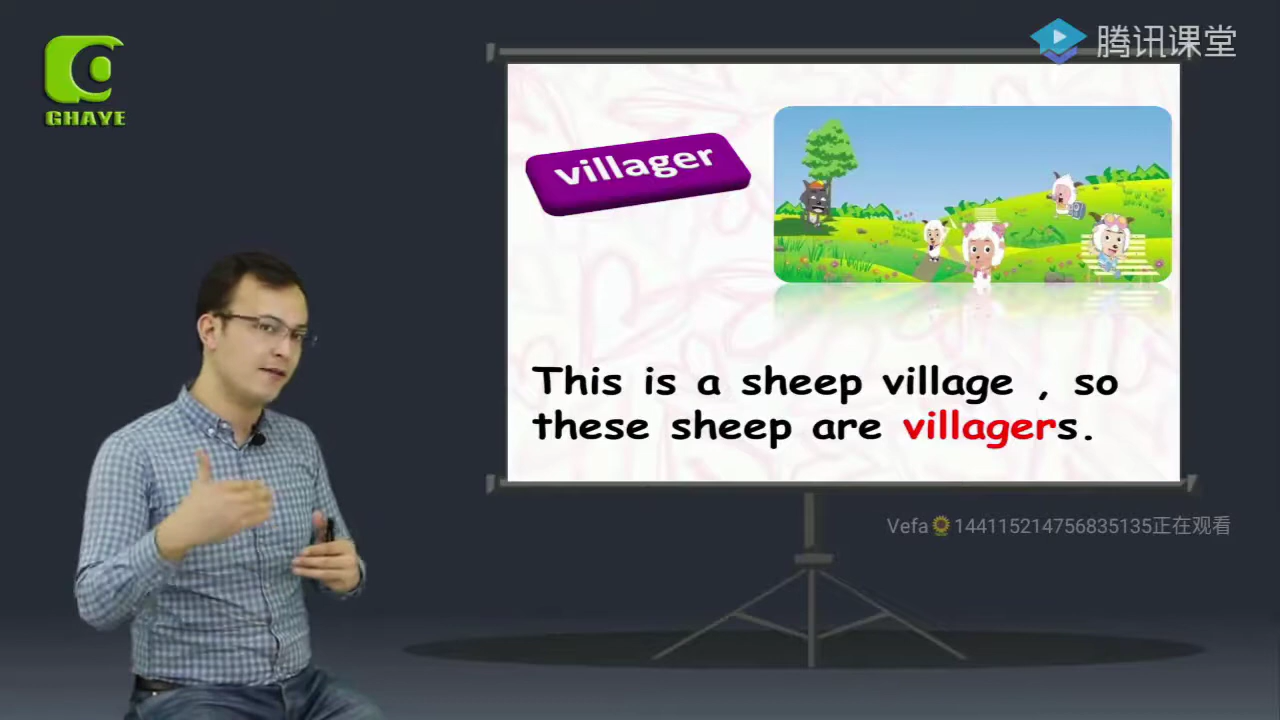 GHAYE
腾讯课堂
villager
This is a sheep village , so
these sheep are villagers.
Vefa🌻144115214756835135正在观看